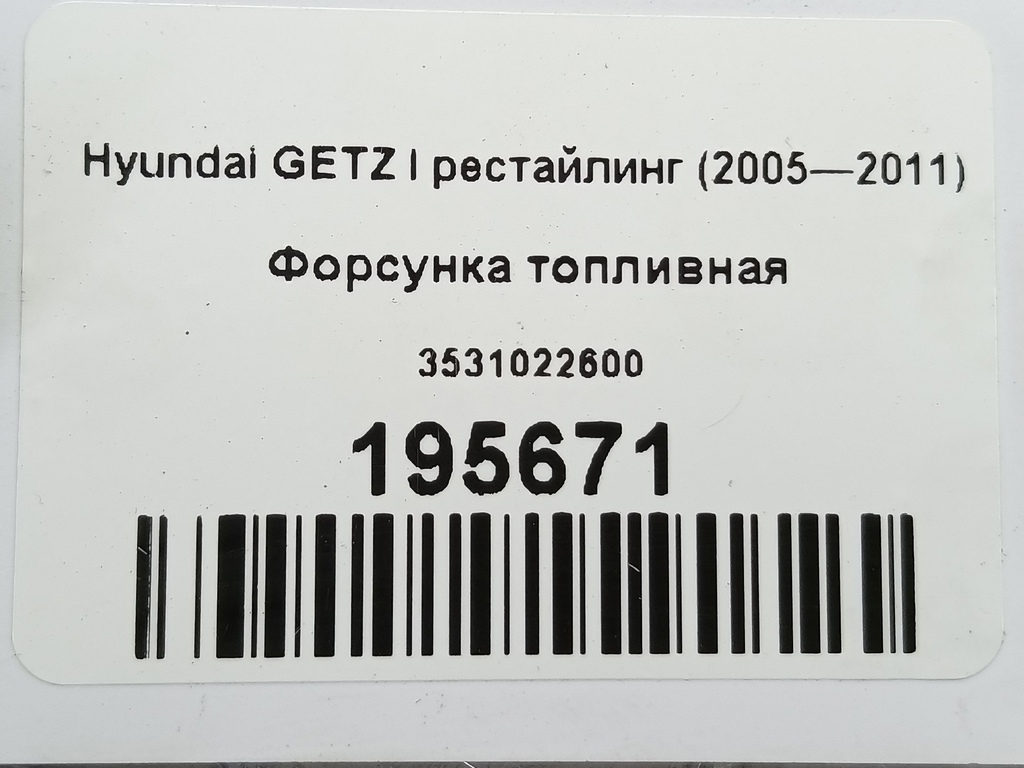 Hyundai GETZ I рестайлинг (2005—2011)
Форсунка топливная
3531022600
195671